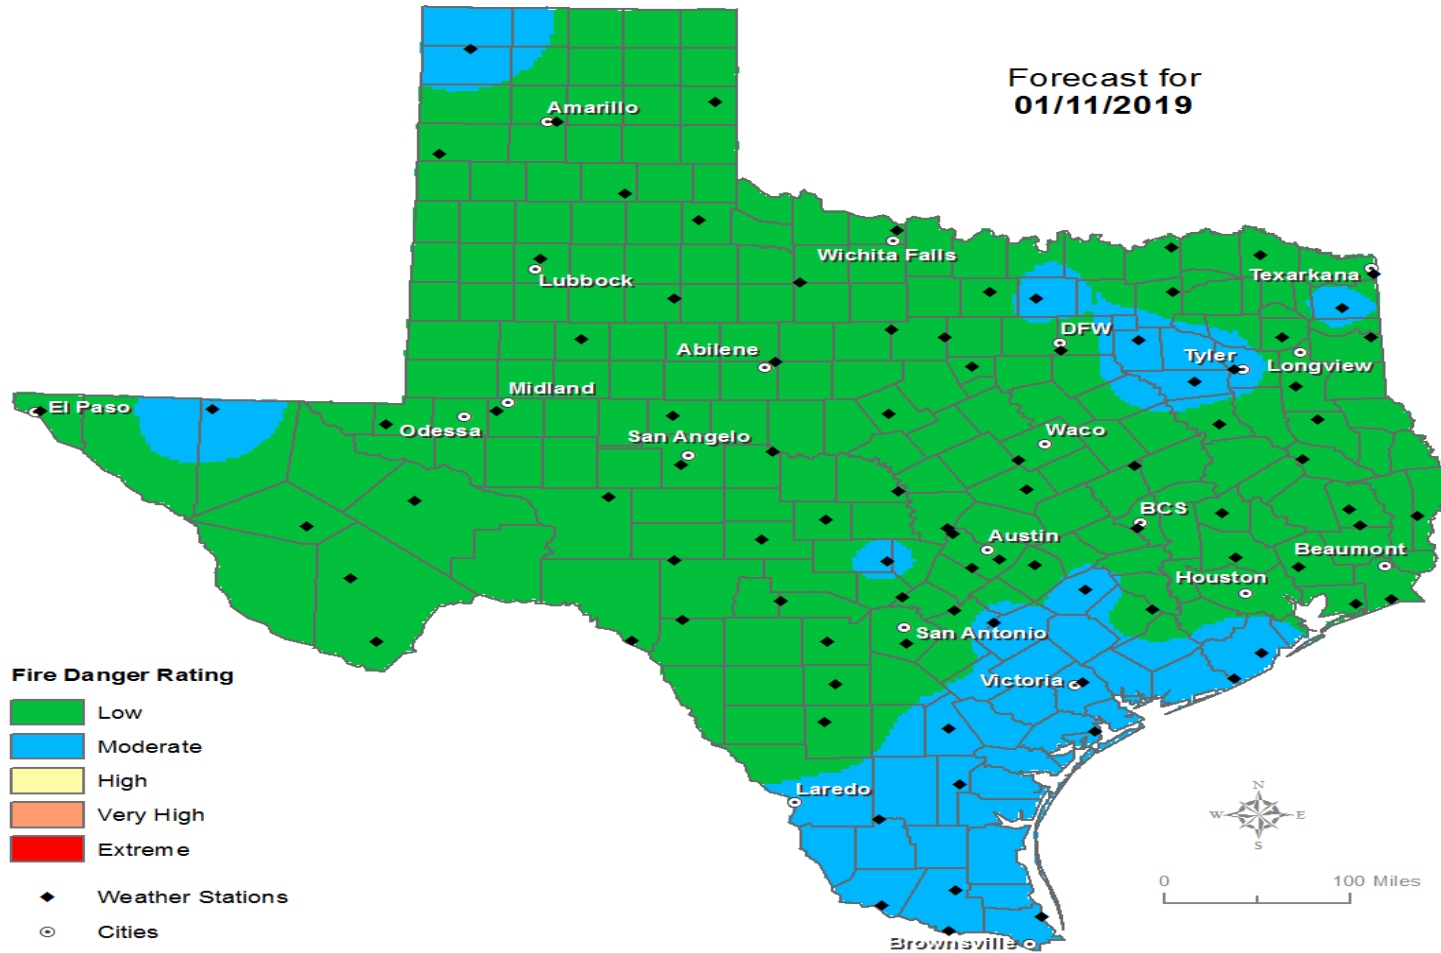 Forecast for
01/11/2019
Amarillo
Wichita Falls
Texarkana
Lubbock
DFW
Abilene
Tyler
Longview
Midland
El Paso
Odessa
San Angelo
Waco
BCS
Austin
Beaumont
Houston
San Antonio
Victoria
Laredo
Brownsville
Fire Danger Rating
Low
Moderate
High
Very High
Extreme
Weather Stations
Cities
N
W E
S
0 100 Miles